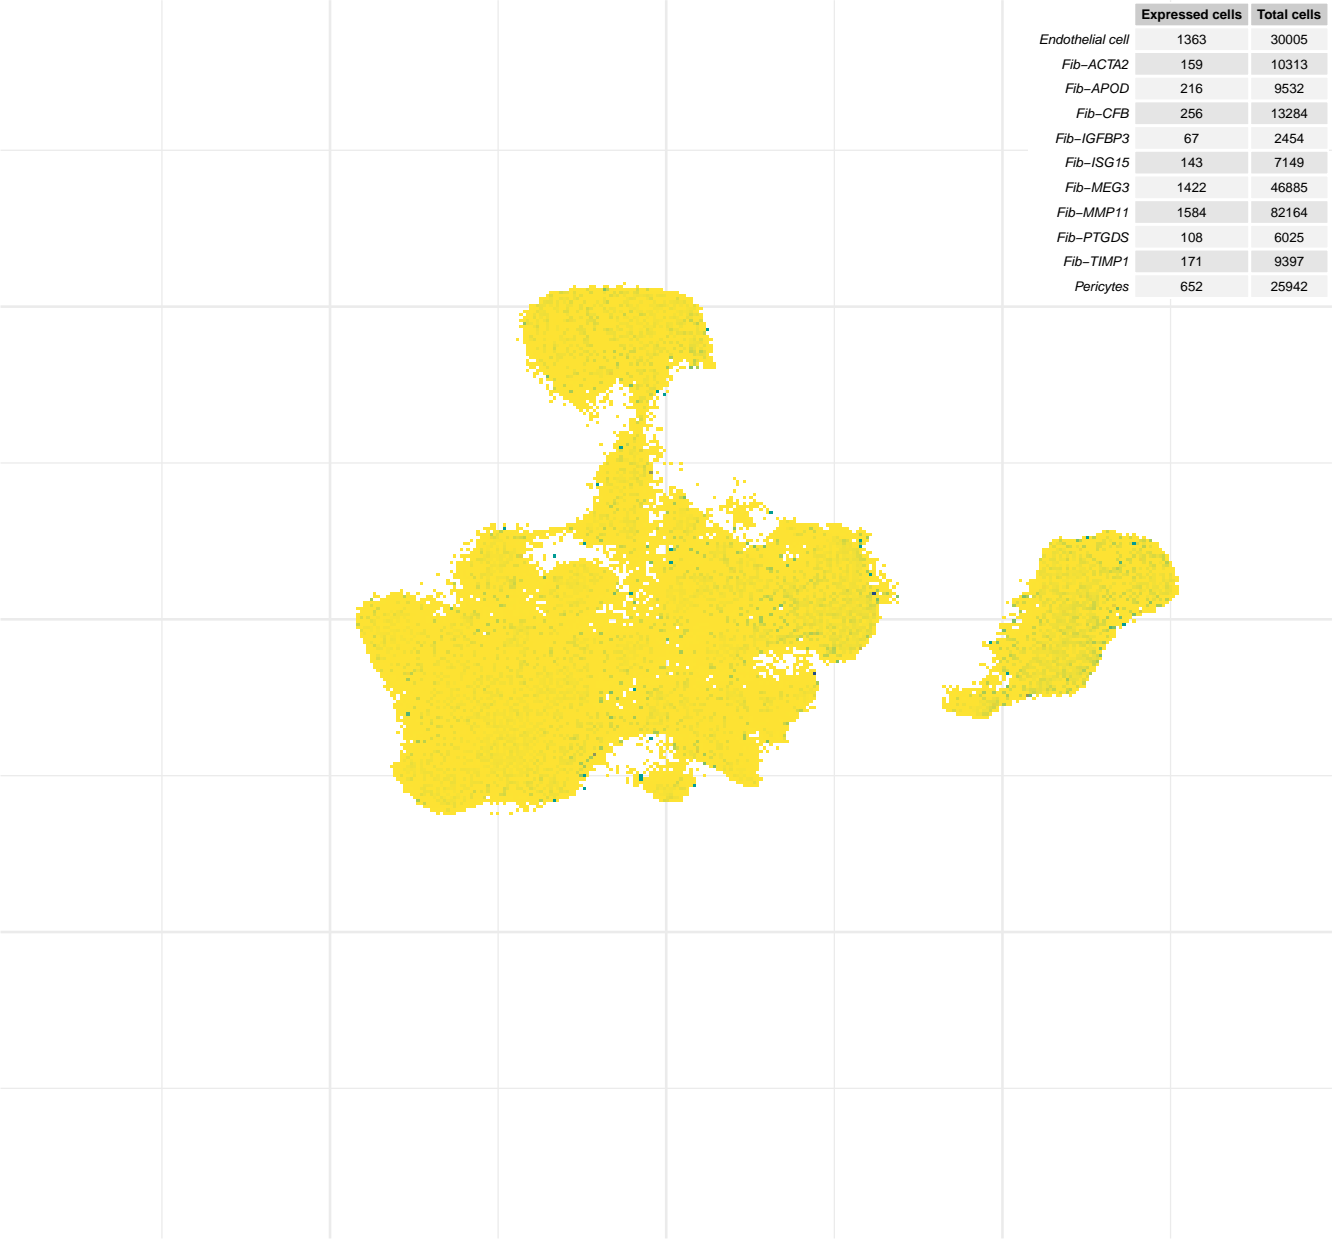 Expressed cells Total cells
Endothelial cell 1363 30005
Fib−ACTA2 159 10313
Fib−APOD 216 9532
Fib−CFB 256 13284
Fib−IGFBP3 67 2454
Fib−ISG15 143 7149
Fib−MEG3 1422 46885
Fib−MMP11 1584 82164
Fib−PTGDS 108 6025
Fib−TIMP1 171 9397
Pericytes 652 25942